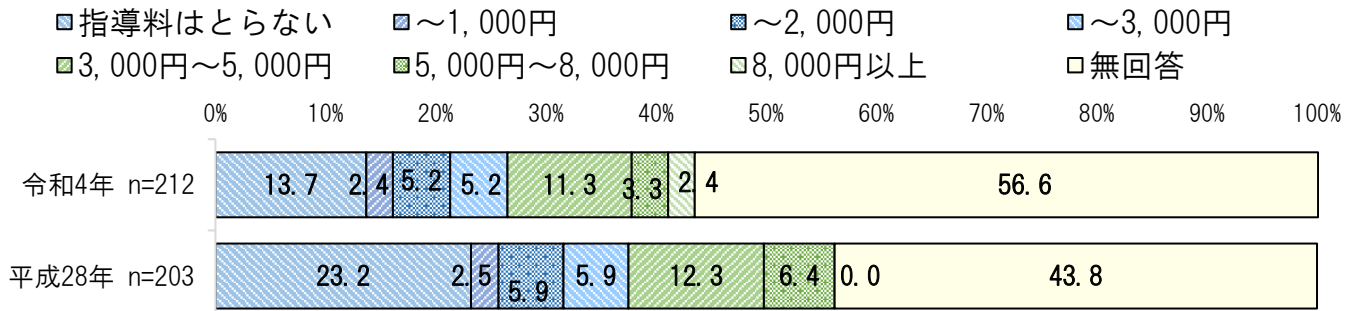 指導料はとらない ～1,000円 ～2,000円 ～3,000円
3,000円～5,000円 5,000円～8,000円 8,000円以上 無回答
0% 10% 20% 30% 40% 50% 60% 70% 80% 90% 100%
令和4年 n=212 13.7 2.4 5.2 5.2 11.3 3.3 2.4 56.6
平成28年 n=203 23.2 2.5 5.9 5.9 12.3 6.4 0.0 43.8